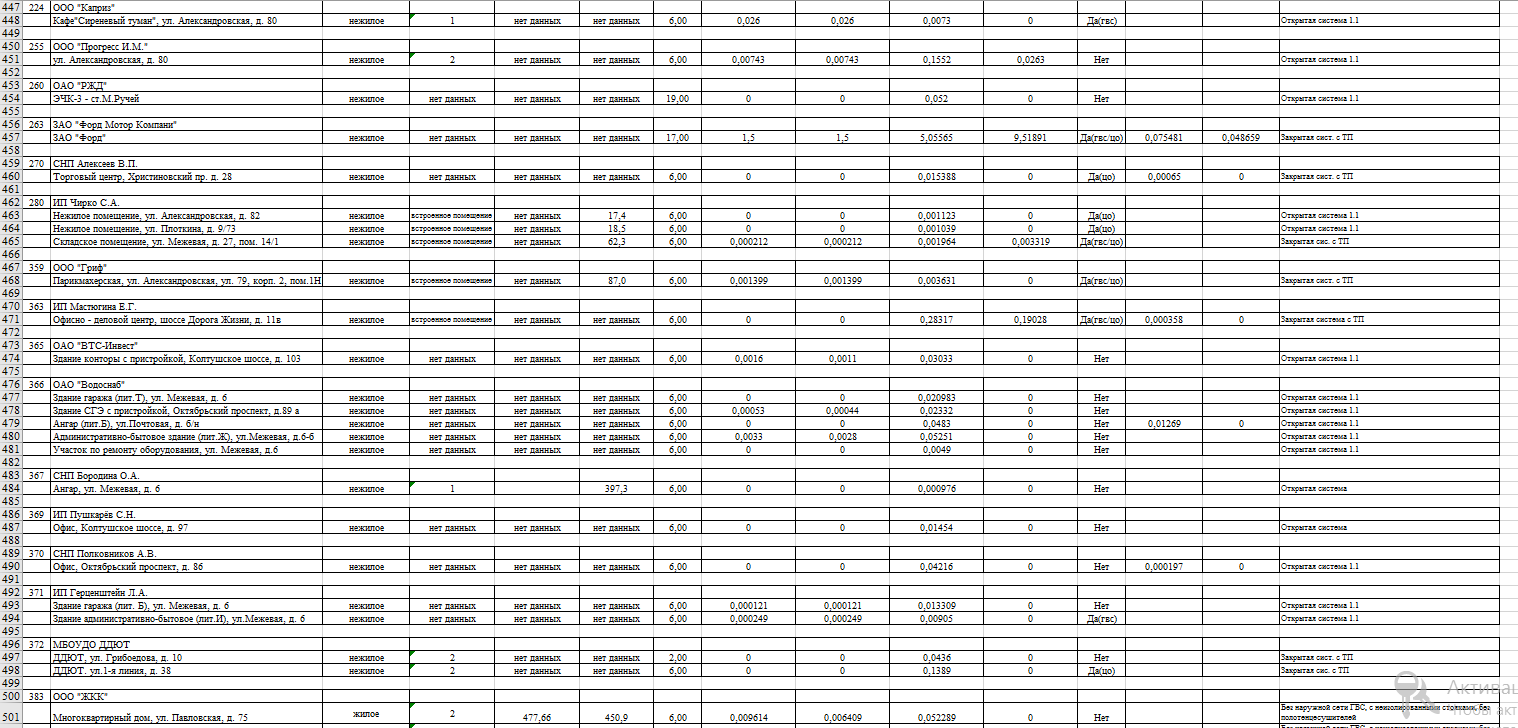 447 224 ООО "Каприз"
448 Кафе"Сиреневый туман", ул. Александровская, д. 80 нежилое 1 нет данных нет данных 6,00 0,026 0,026 0,0073 0 Да(гвс) Открытая система 1.1
449
450 255 ООО "Прогресс И.М."
451 ул. Александровская, д. 80 нежилое 2 нет данных нет данных 6,00 0,00743 0,00743 0,1552 0,0263 Нет Открытая система 1.1
452
453 260 ОАО "РЖД"
454 ЭЧК-3 - ст.М.Ручей нежилое нет данных нет данных нет данных 19,00 0 0 0,052 0 Нет Открытая система 1.1
455
456 263 ЗАО "Форд Мотор Компани"
457 ЗАО "Форд" нежилое нет данных нет данных нет данных 17,00 1,5 1,5 5,05565 9,51891 Да(гвс/цо) 0,075481 0,048659 Закрытая сист. с ТП
458
459 270 СНП Алексеев В.П.
460 Торговый центр, Христиновский пр. д. 28 нежилое нет данных нет данных нет данных 6,00 0 0 0,015388 0 Да(цо) 0,00065 0 Закрытая сист. с ТП
461
462 280 ИП Чирко С.А.
463 Нежилое помещение, ул. Александровская, д. 82 нежилое встроенное помещение нет данных 17,4 6,00 0 0 0,001123 0 Да(цо) Открытая система 1.1
464 Нежилое помещение, ул. Плоткина, д. 9/73 нежилое встроенное помещение нет данных 18,5 6,00 0 0 0,001039 0 Да(цо) Открытая система 1.1
465 Складское помещение, ул. Межевая, д. 27, пом. 14/1 нежилое встроенное помещение нет данных 62,3 6,00 0,000212 0,000212 0,001964 0,003319 Да(гвс/цо) Закрытая сис. с ТП
466
467 359 ООО "Гриф"
468 Парикмахерская, ул. Александровская, ул. 79, корп. 2, пом.1Н нежилое встроенное помещение нет данных 87,0 6,00 0,001399 0,001399 0,003631 0 Да(гвс/цо) Закрытая сист. с ТП
469
470 363 ИП Мастюгина Е.Г.
471 Офисно - деловой центр, шоссе Дорога Жизни, д. 11в нежилое встроенное помещение нет данных нет данных 6,00 0 0 0,28317 0,19028 Да(гвс/цо) 0,000358 0 Закрытая система с ТП
472
473 365 ОАО "ВТС-Инвест"
474 Здание конторы с пристройкой, Колтушское шоссе, д. 103 нежилое нет данных нет данных нет данных 6,00 0,0016 0,0011 0,03033 0 Нет Открытая система 1.1
475
476 366 ОАО "Водоснаб"
477 Здание гаража (лит.Т), ул. Межевая, д. 6 нежилое нет данных нет данных нет данных 6,00 0 0 0,020983 0 Нет Открытая система 1.1
478 Здание СГЭ с пристройкой, Октябрьский проспект, д.89 а нежилое нет данных нет данных нет данных 6,00 0,00053 0,00044 0,02332 0 Нет Открытая система 1.1
479 Ангар (лит.Б), ул.Почтовая, д. б/н нежилое нет данных нет данных нет данных 6,00 0 0 0,0483 0 Нет 0,01269 0 Открытая система 1.1
480 Административно-бытовое здание (лит.Ж), ул.Межевая, д.6-б нежилое нет данных нет данных нет данных 6,00 0,0033 0,0028 0,05251 0 Нет Открытая система 1.1
481 Участок по ремонту оборудования, ул. Межевая, д.6 нежилое нет данных нет данных нет данных 6,00 0 0 0,0049 0 Нет Открытая система 1.1
482
483 367 СНП Бородина О.А.
484 Ангар, ул. Межевая, д. 6 нежилое 1 397,3 6,00 0 0 0,000976 0 Нет Открытая система
485
486 369 ИП Пушкарёв С.Н.
487 Офис, Колтушское шоссе, д. 97 нежилое нет данных нет данных нет данных 6,00 0 0 0,01454 0 Нет Открытая система
488
489 370 СНП Полковников А.В.
490 Офис, Октябрьский проспект, д. 86 нежилое нет данных нет данных нет данных 6,00 0 0 0,04216 0 Нет 0,000197 0 Открытая система 1.1
491
492 371 ИП Герценштейн Л.А.
493 Здание гаража (лит. Б), ул. Межевая, д. 6 нежилое нет данных нет данных нет данных 6,00 0,000121 0,000121 0,013309 0 Нет Открытая система 1.1
494 Здание административно-бытовое (лит.И), ул.Межевая, д. 6 нежилое нет данных нет данных нет данных 6,00 0,000249 0,000249 0,00905 0 Да(гвс) Открытая система 1.1
495
496 372 МБОУДО ДДЮТ
497 ДДЮТ, ул. Грибоедова, д. 10 нежилое 2 нет данных нет данных 2,00 0 0 0,0436 0 Нет Закрытая сист. с ТП
498 ДДЮТ. ул.1-я линия, д. 38 нежилое 2 нет данных нет данных 6,00 0 0 0,1389 0 Да(цо) Закрытая сис. с ТП
499
500 383 ООО "ЖКК"
501 Многоквартирный дом, ул. Павловская, д. 75 жилое 2 477,66 450,9 6,00 0,009614 0,006409 0,052289 0 Нет Без наружной сети ГВС, с неизолированными стояками, без полотенцесушителей
Активац